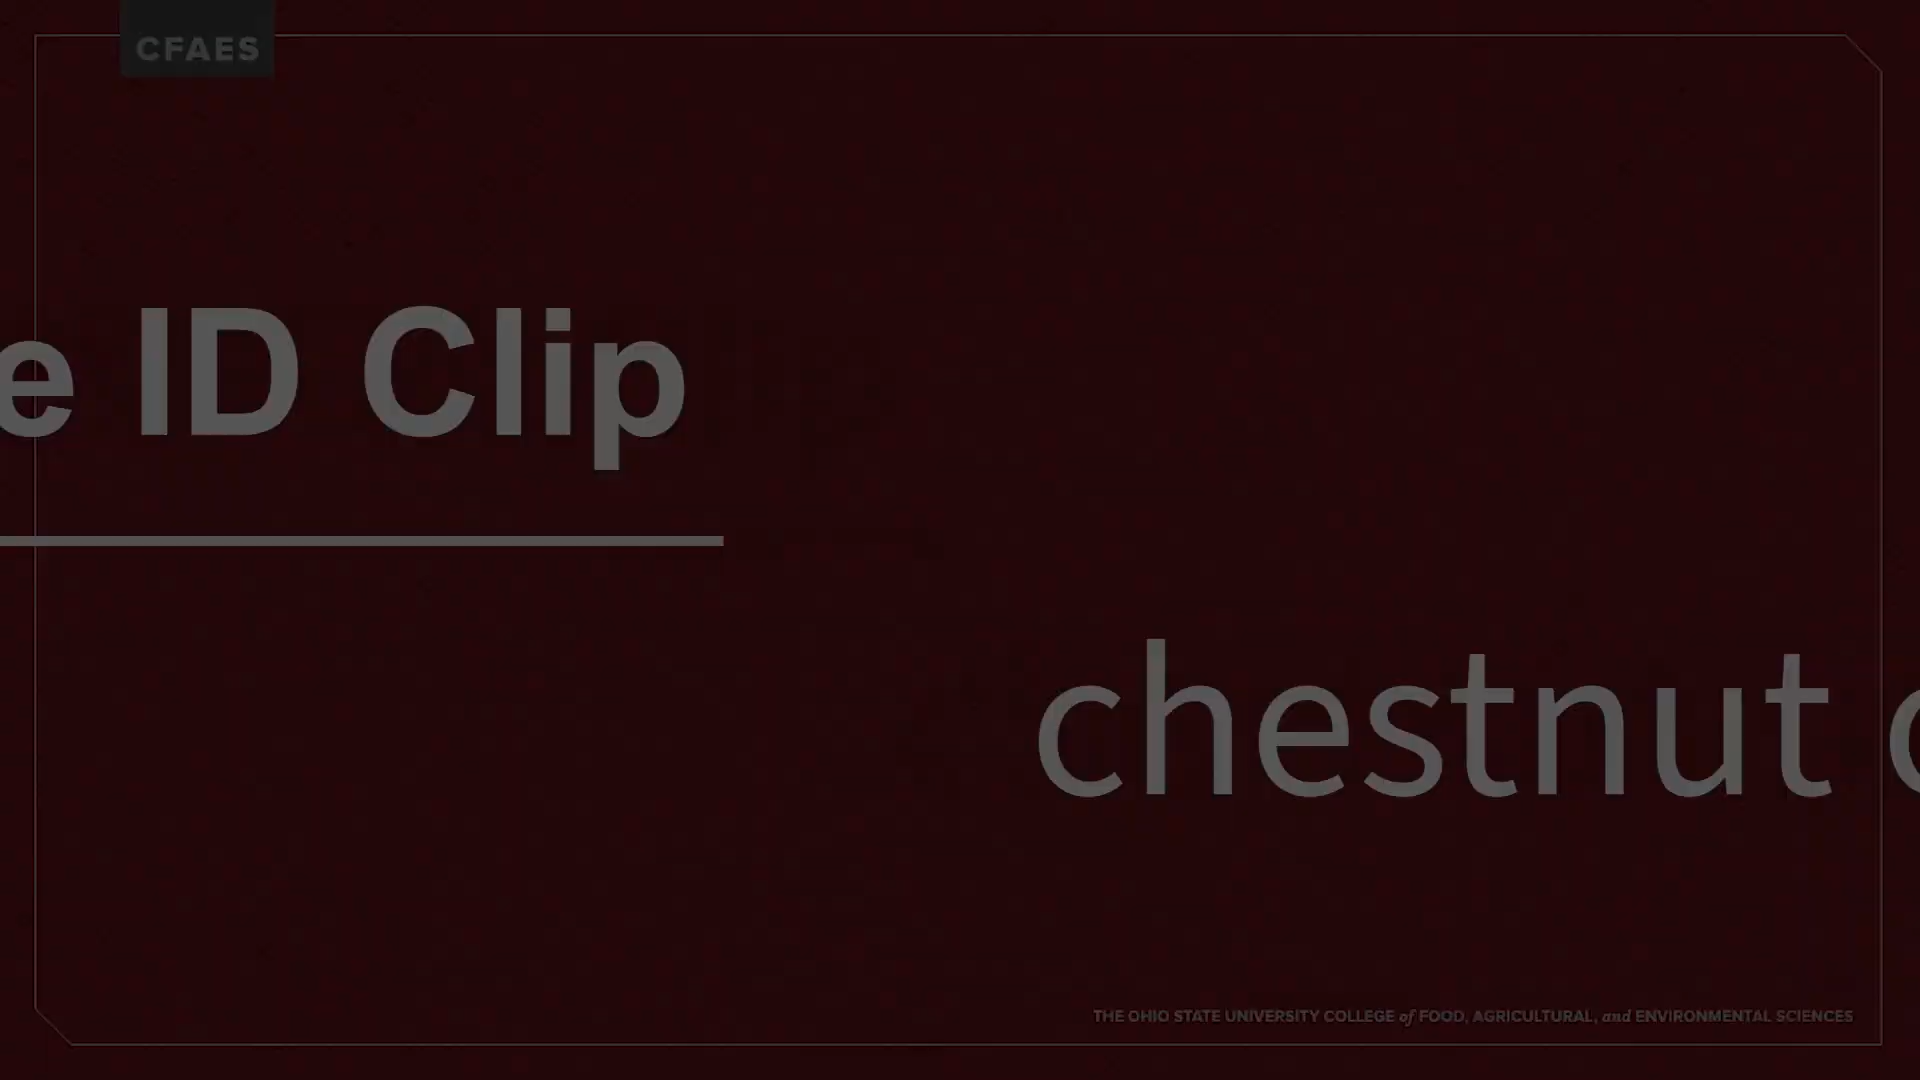 CFAES
e ID Clip
chestnut
THE OHIO STATE UNIVERSITY COLLEGE of FOOD, AGRICULTURAL, and ENVIRONMENTAL SCIENCES